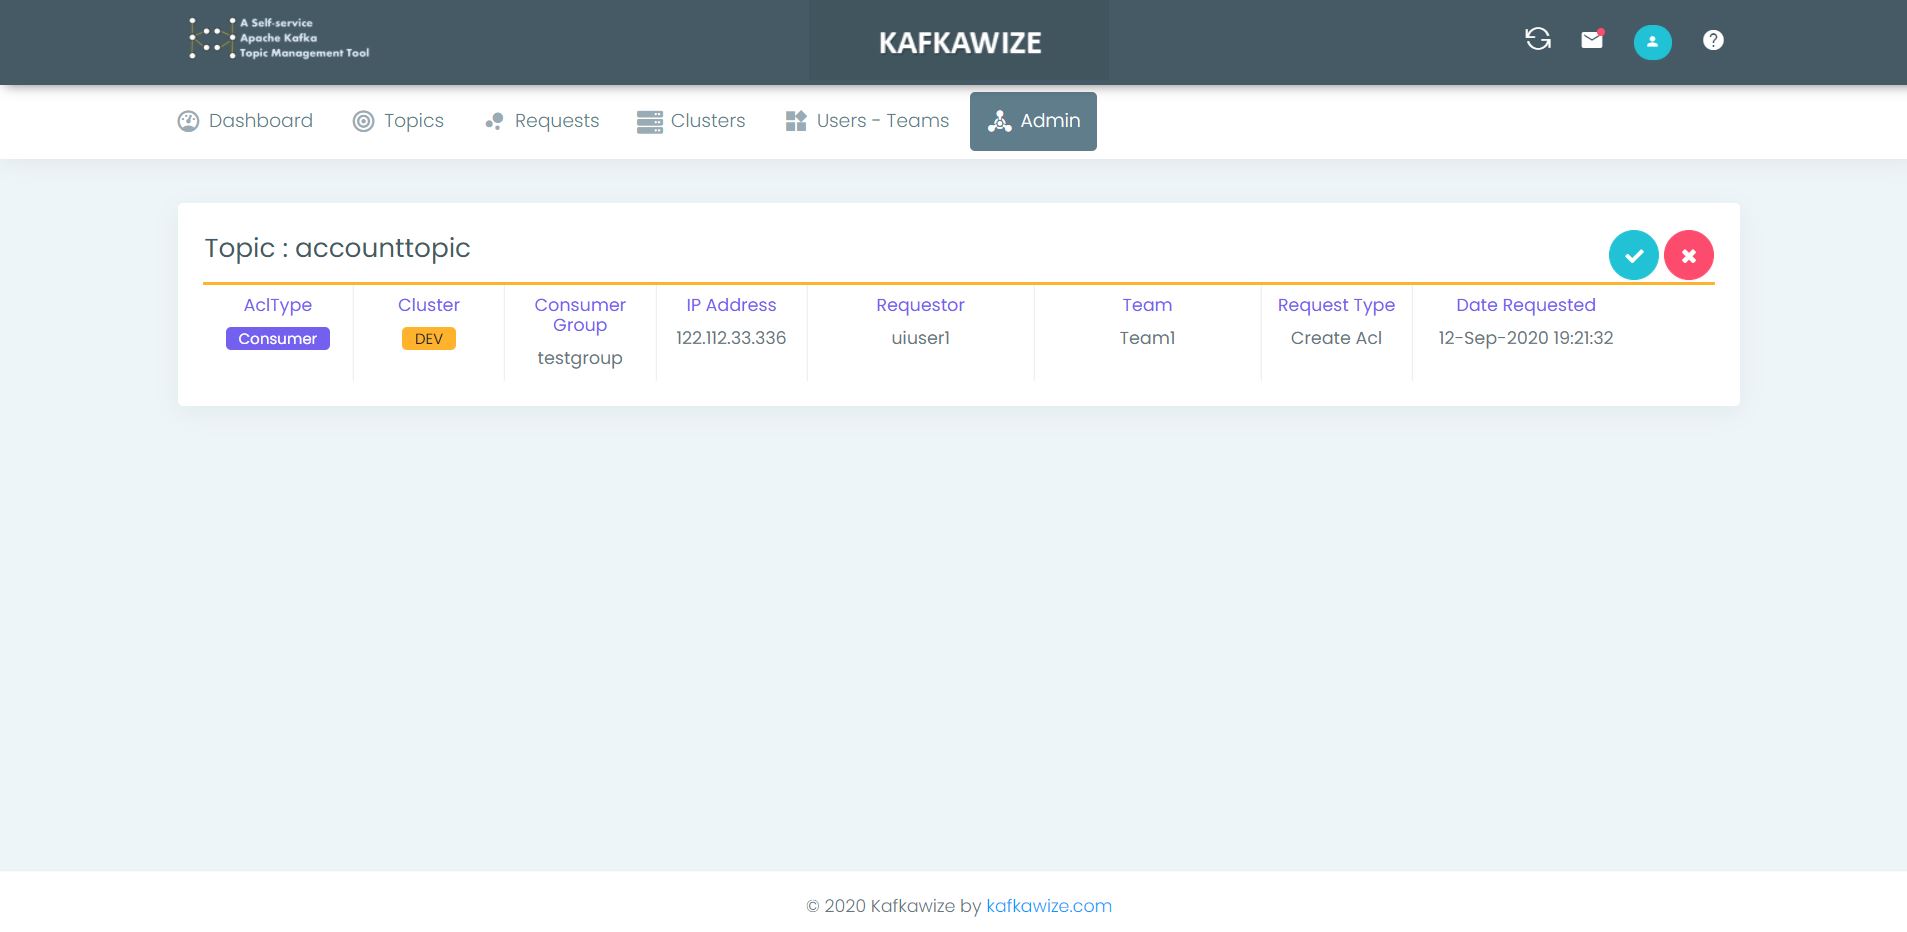 A Self-service
Apache Kafka
Topic Management Tool
KAFKAWIZE
Dashboard Topics Requests Clusters Users - Teams Admin
Topic : accounttopic
AclType Cluster Consumer Group IP Address Requestor Team Request Type Date Requested
Consumer DEV testgroup 122.112.33.336 uiuser1 Team1 Create Acl 12-Sep-2020 19:21:32
© 2020 Kafkawize by kafkawize.com